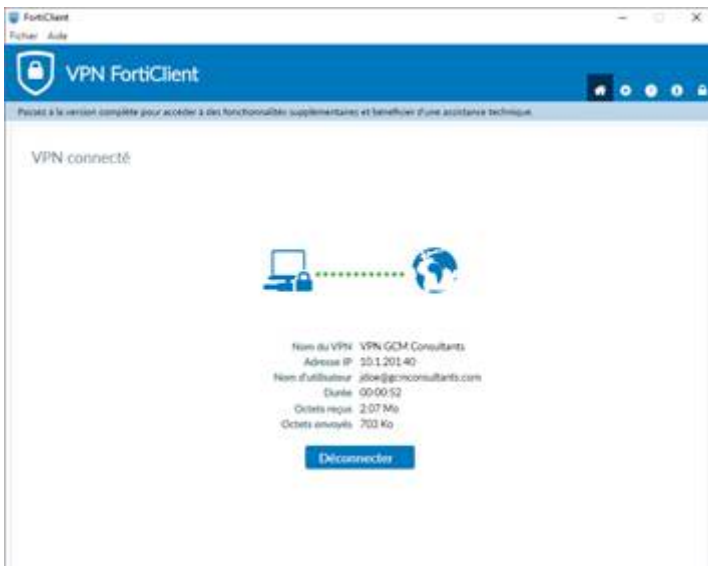 FortiClient
Fichier Aide
VPN FortiClient
Passez à la version complète pour accéder à des fonctionnalités supplémentaires et bénéficier d'une assistance technique.
VPN connecté
Nom du VPN VPN GCM Consultants
Adresse IP 10.1.201.40
Nom d'utilisateur jdoe@gcmconsultants.com
Durée 00:00:52
Octets reçus 2.07 Mo
Octets envoyés 703 Ko
Déconnecter